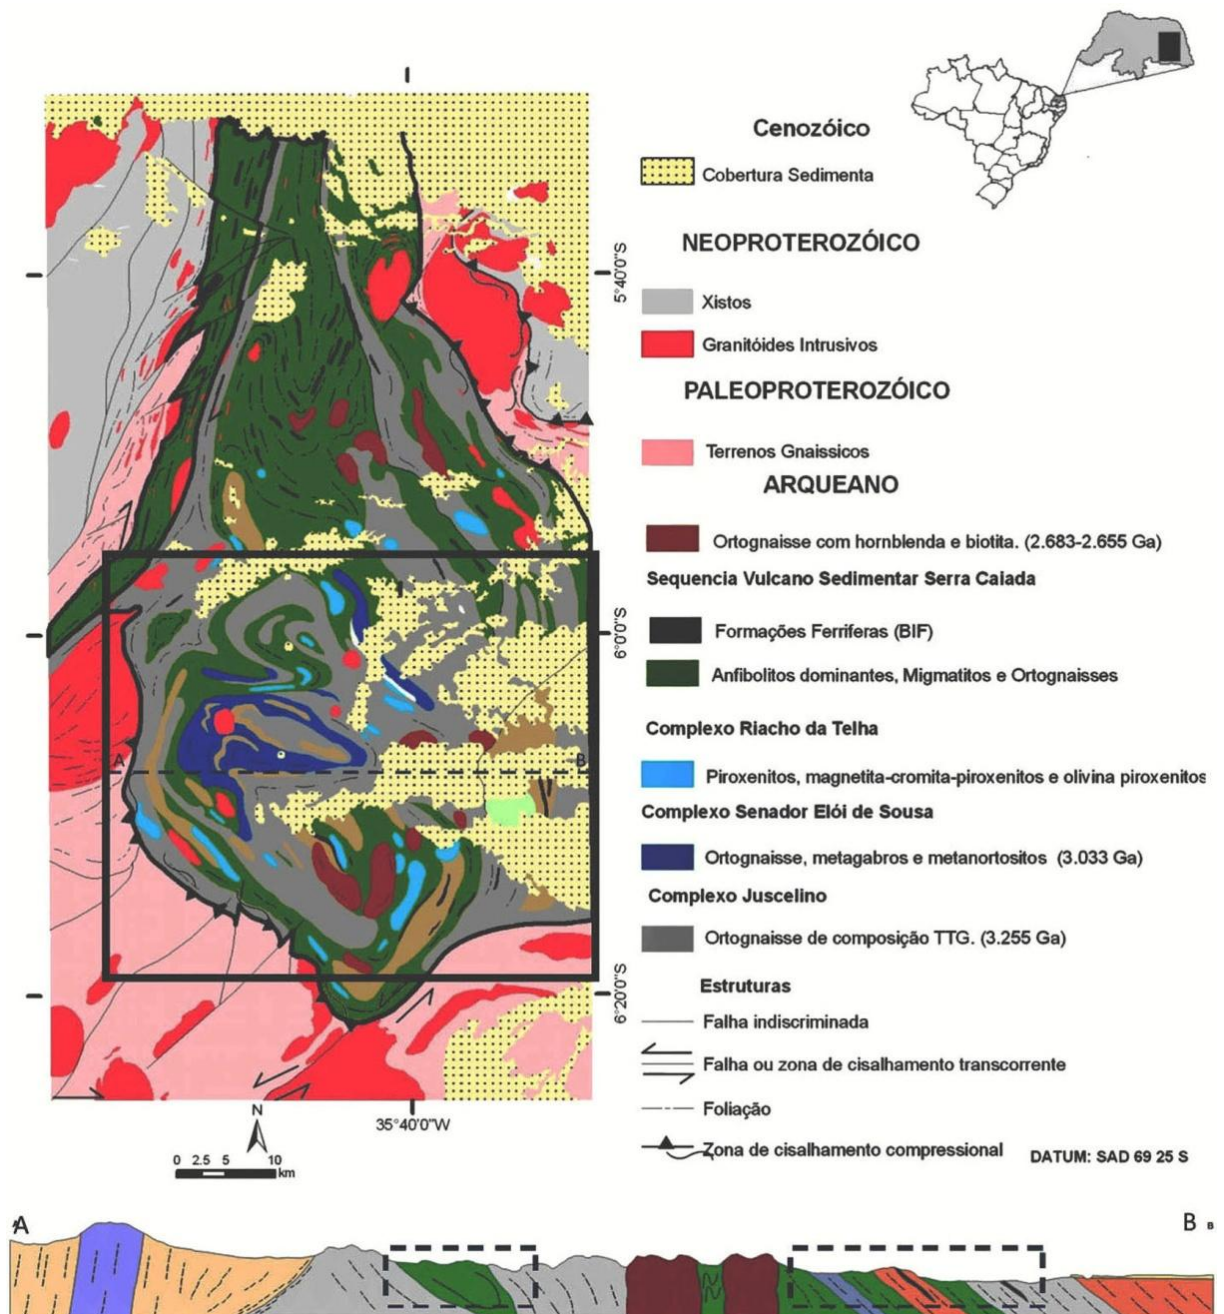 Cenozóico
Cobertura Sedimenta
NEOPROTEROZÓICO
Xistos
Granitóides Intrusivos
PALEOPROTEROZÓICO
Terrenos Gnaissicos
ARQUEANO
Ortognaisse com hornblenda e biotita. (2.683-2.655 Ga)
Sequencia Vulcano Sedimentar Serra Caiada
Formações Ferriferas (BIF)
Anfibolitos dominantes, Migmatitos e Ortognaisses
Complexo Riacho da Telha
Piroxenitos, magnetita-cromita-piroxenitos e olivina piroxenitos
Complexo Senador Elói de Sousa
Ortognaisse, metagabros e metanortositos (3.033 Ga)
Complexo Juscelino
Ortognaisse de composição TTG. (3.255 Ga)
Estruturas
Falha indiscriminada
Falha ou zona de cisalhamento transcorrente
Foliação
Zona de cisalhamento compressional
DATUM: SAD 69 25 S
5°40'0"S
6°0'0"S
6°20'0"S
A
B
35°40'0"W
N
0 2.5 5 10
km
A
B B